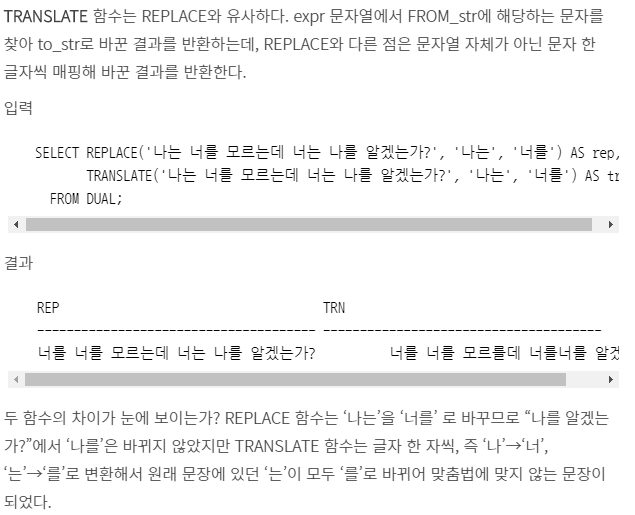 TRANSLATE 함수는 REPLACE와 유사하다. expr 문자열에서 FROM_str에 해당하는 문자를
찾아 to_str로 바꾼 결과를 반환하는데, REPLACE와 다른 점은 문자열 자체가 아닌 문자 한
글자씩 매핑해 바꾼 결과를 반환한다.
입력
SELECT REPLACE('나는 너를 모르는데 너는 나를 알겠는가?', '나는', '너를') AS rep,
TRANSLATE('나는 너를 모르는데 너는 나를 알겠는가?', '나는', '너를') AS tr
FROM DUAL;
결과
REP TRN
-------------------------------------- --------------------------------------
너를 너를 모르는데 너는 나를 알겠는가? 너를 너를 모르를데 너를너를 알겠
두 함수의 차이가 눈에 보이는가? REPLACE 함수는 ‘나는’을 ‘너를’ 로 바꾸므로 “나를 알겠는
가?”에서 ‘나를’은 바뀌지 않았지만 TRANSLATE 함수는 글자 한 자씩, 즉 ‘나’→‘너’,
‘는’→‘를’로 변환해서 원래 문장에 있던 ‘는’이 모두 ‘를’로 바뀌어 맞춤법에 맞지 않는 문장이
되었다.